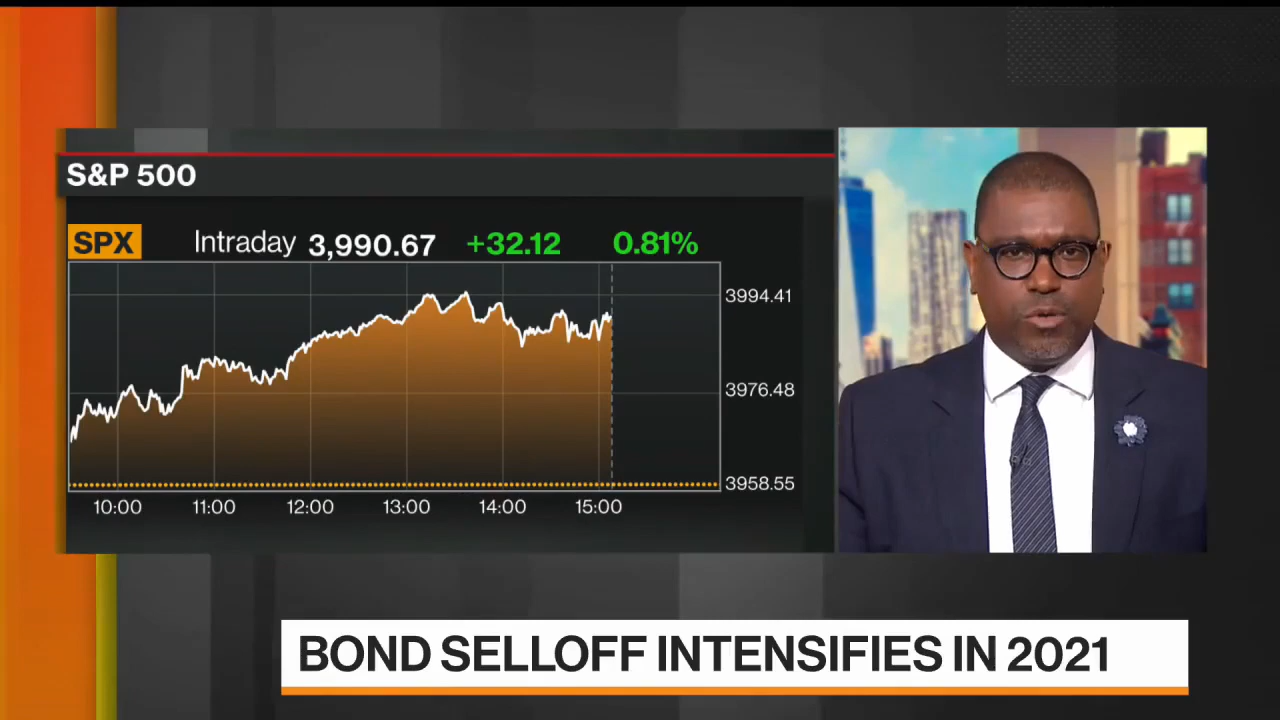 S&P 500
SPX Intraday 3,990.67 +32.12 0.81%
3994.41
3976.48
3958.55
10:00 11:00 12:00 13:00 14:00 15:00
BOND SELLOFF INTENSIFIES IN 2021